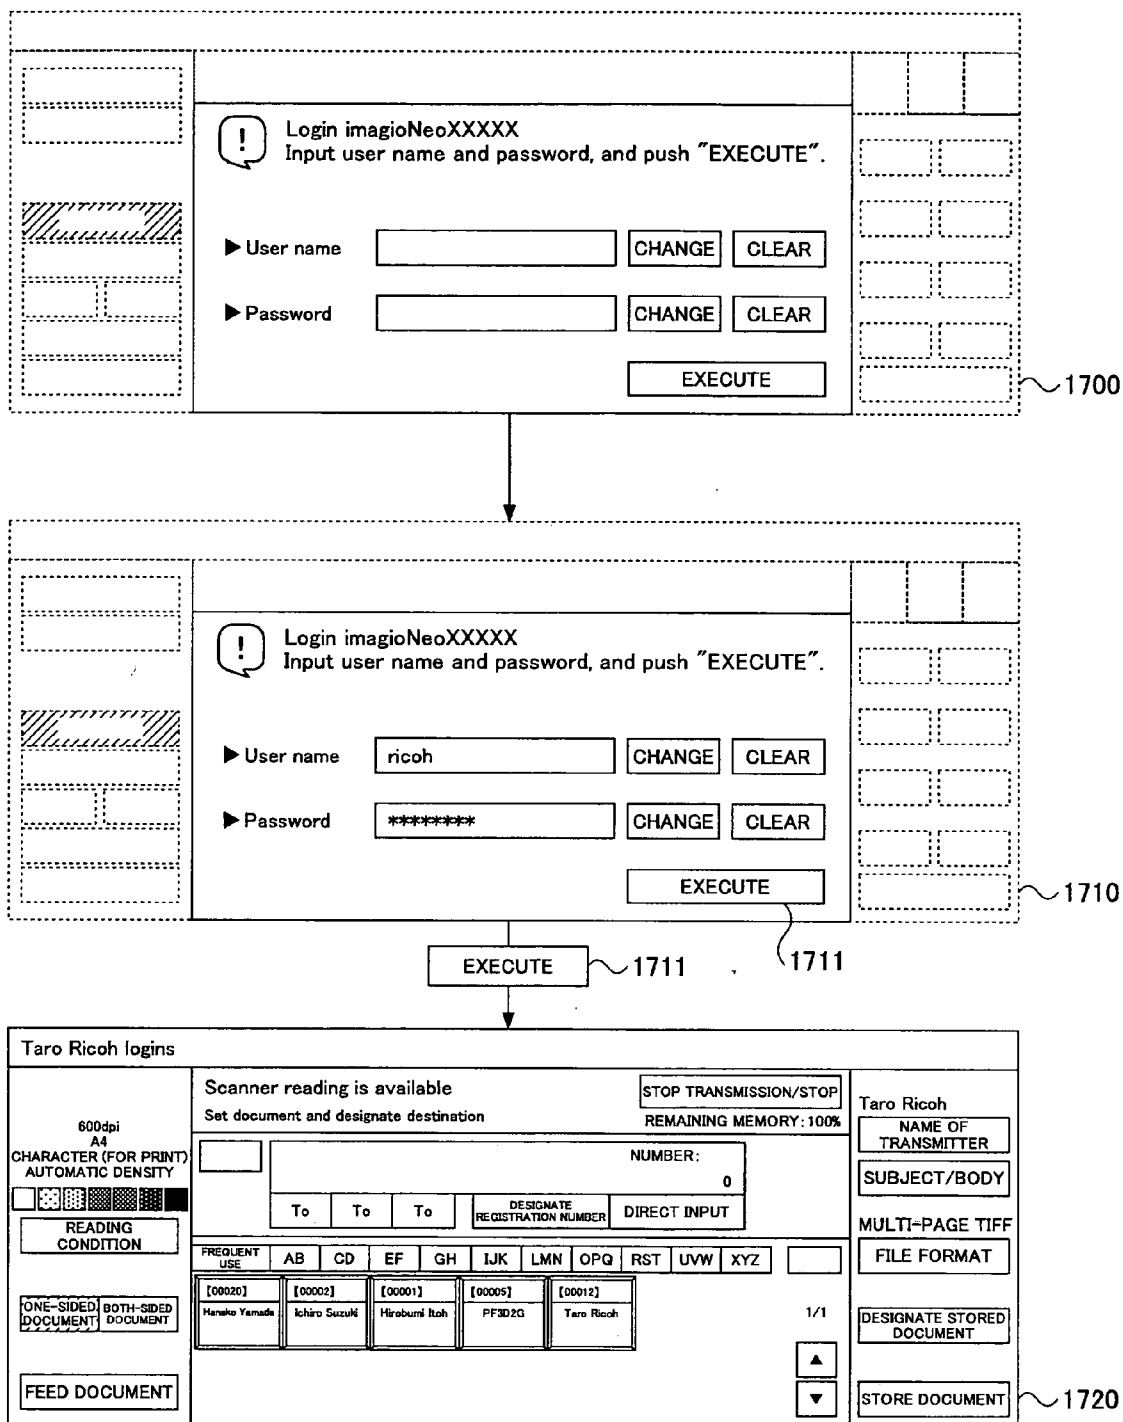 Login imagioNeoXXXXX
Input user name and password, and push "EXECUTE".
▶User name CHANGE CLEAR
▶Password CHANGE CLEAR
EXECUTE
1700
Login imagioNeoXXXXX
Input user name and password, and push "EXECUTE".
▶User name ricoh CHANGE CLEAR
▶Password ******** CHANGE CLEAR
EXECUTE
1710
1711
EXECUTE 1711
Taro Ricoh logins
600dpi
A4
CHARACTER (FOR PRINT)
AUTOMATIC DENSITY
READING
CONDITION
ONE-SIDED
DOCUMENT
BOTH-SIDED
DOCUMENT
FEED DOCUMENT
Scanner reading is available
Set document and designate destination
STOP TRANSMISSION/STOP
REMAINING MEMORY:100%
NUMBER:
0
To To To
DESIGNATE
REGISTRATION NUMBER
DIRECT INPUT
FREQUENT
USE
AB CD EF GH IJK LMN OPQ RST UVW XYZ
[00020] [00002] [00001] [00005] [00012]
Hanako Yamada Ichiro Suzuki Hirobumi Itoh PF3D2G Taro Ricoh
1/1
▲
▼
Taro Ricoh
NAME OF
TRANSMITTER
SUBJECT/BODY
MULTI-PAGE TIFF
FILE FORMAT
DESIGNATE STORED
DOCUMENT
STORE DOCUMENT
1720